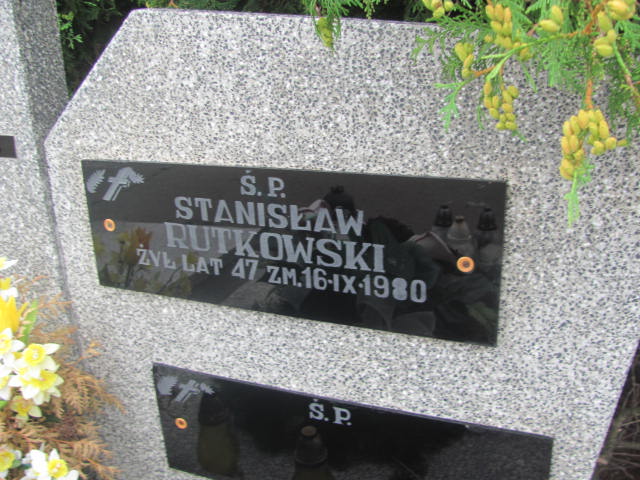 Ś.P.
STANISŁAW
RUTKOWSKI
ŻYŁ LAT 47 ZM.16-IX-1980
Ś.P.